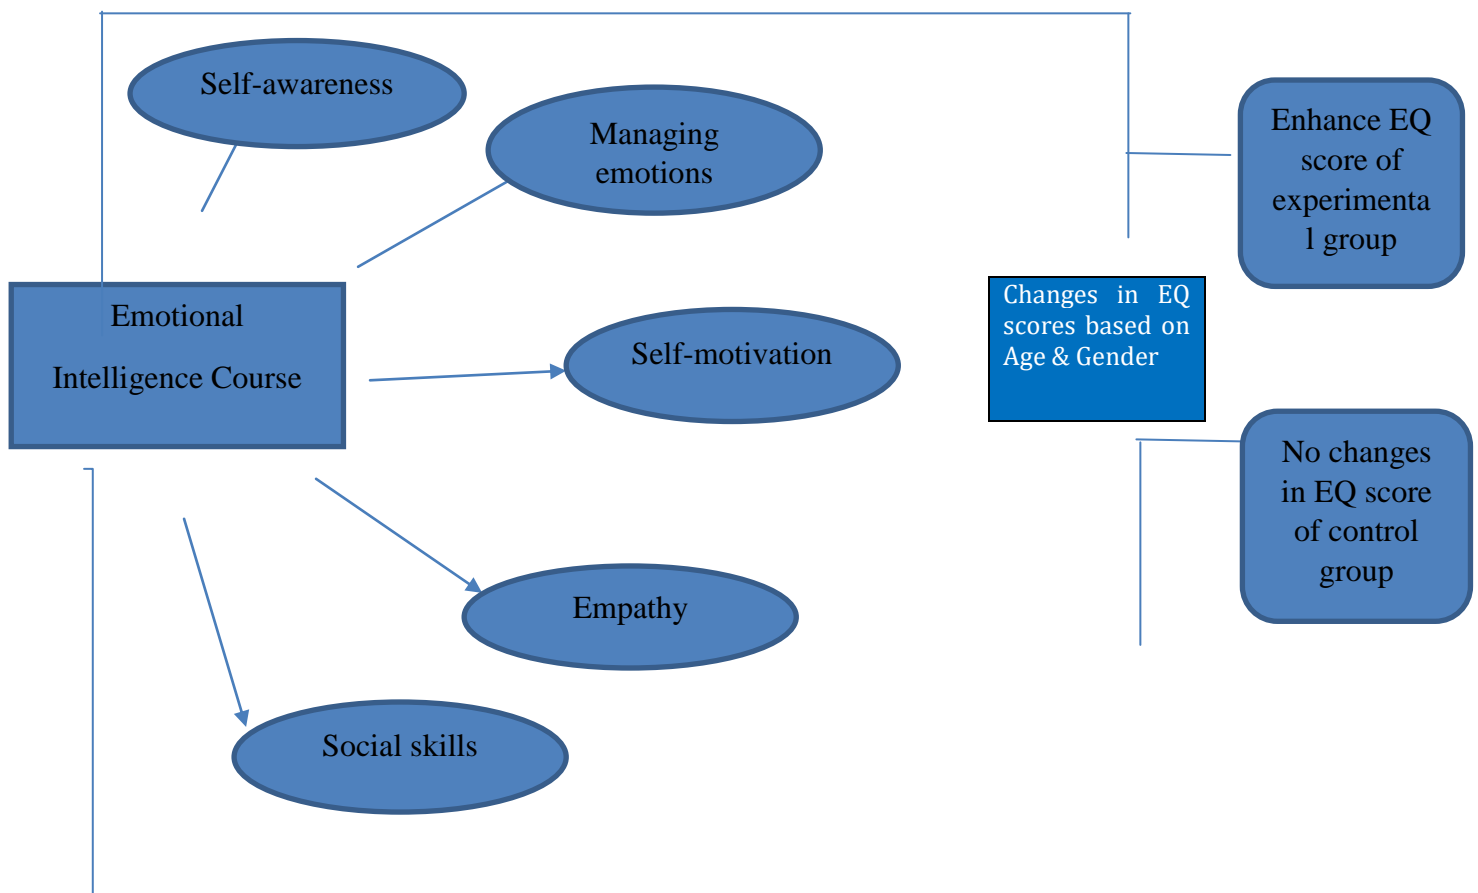 Self-awareness
Managing
emotions
Enhance EQ
score of
experimenta
l group
Emotional
Intelligence Course
Self-motivation
Changes in EQ
scores based on
Age & Gender
No changes
in EQ score
of control
group
Empathy
Social skills